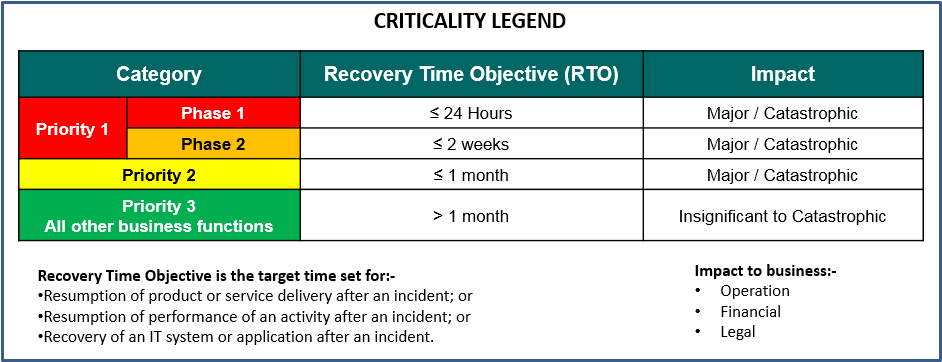 CRITICALITY LEGEND
Category Recovery Time Objective (RTO) Impact
Priority 1 Phase 1 ≤ 24 Hours Major / Catastrophic
Phase 2 ≤ 2 weeks Major / Catastrophic
Priority 2 ≤ 1 month Major / Catastrophic
Priority 3
All other business functions > 1 month Insignificant to Catastrophic
Recovery Time Objective is the target time set for:-
•Resumption of product or service delivery after an incident; or
•Resumption of performance of an activity after an incident; or
•Recovery of an IT system or application after an incident.
Impact to business:-
• Operation
• Financial
• Legal